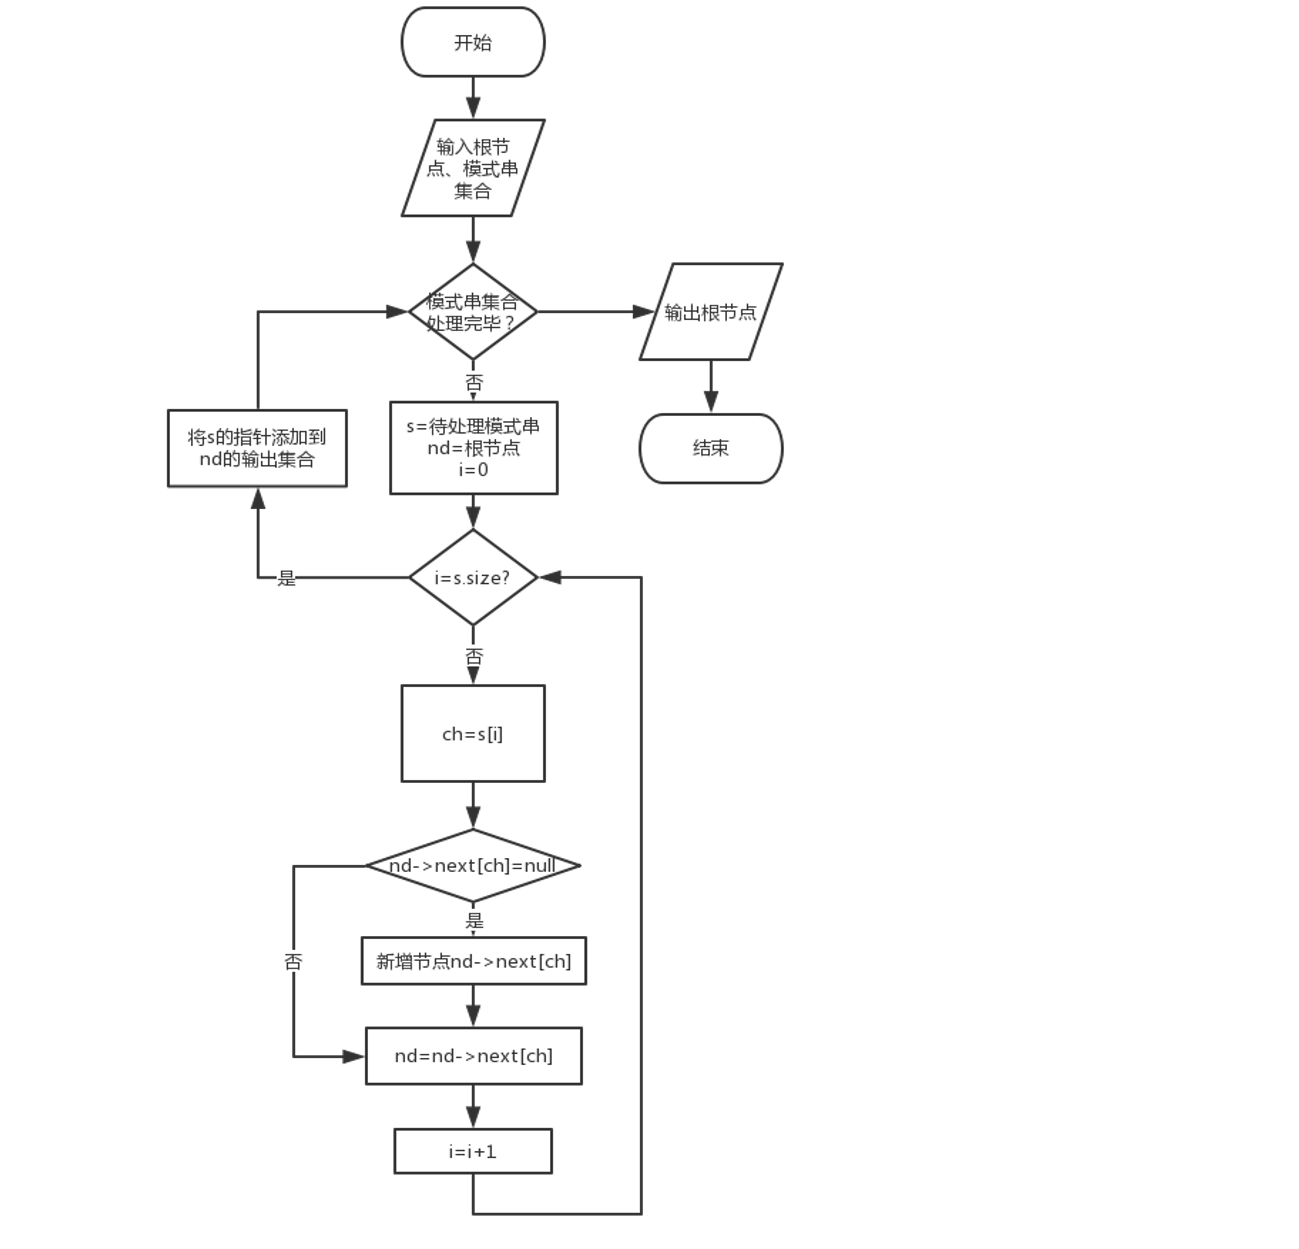 开始
输入根节
点、模式串
集合
模式串集合
处理完毕？
输出根节点
否
将s的指针添加到
nd的输出集合
s=待处理模式串
nd=根节点
i=0
结束
是
i=s.size?
否
ch=s[i]
nd->next[ch]=null
是
否
新增节点nd->next[ch]
nd=nd->next[ch]
i=i+1